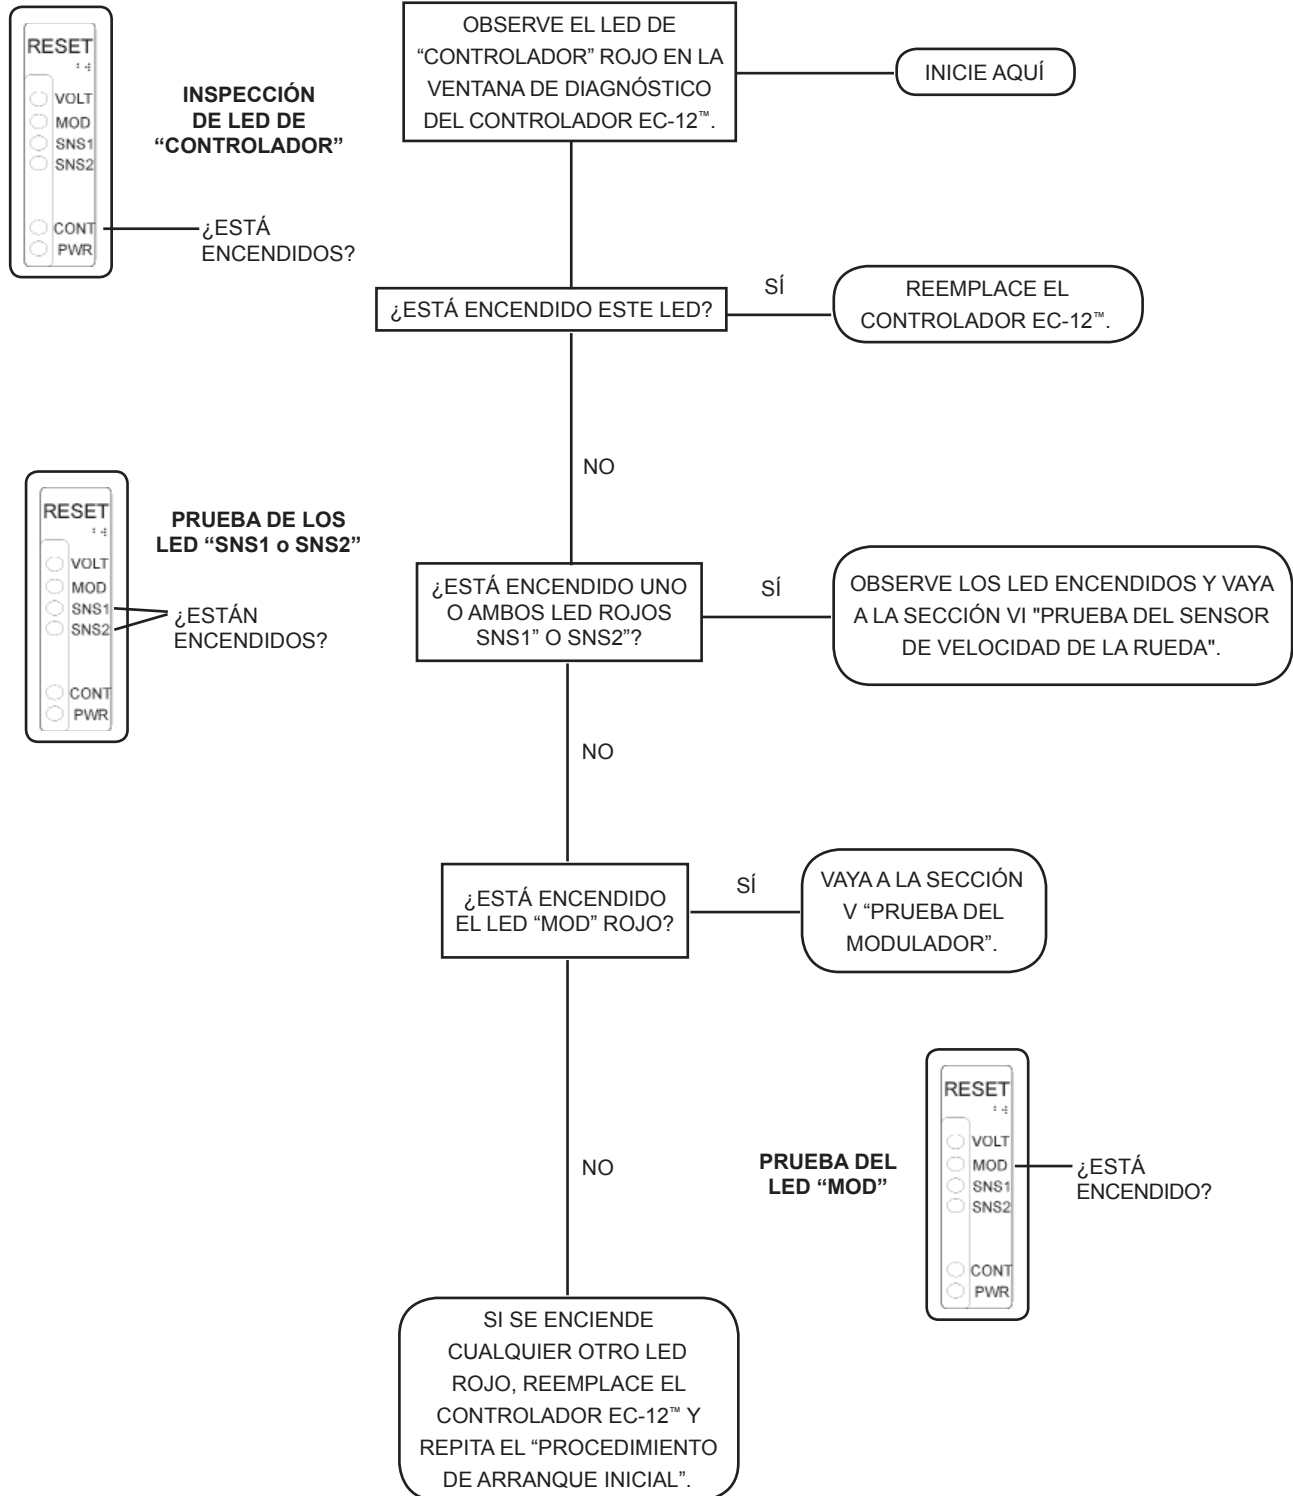 OBSERVE EL LED DE
“CONTROLADOR” ROJO EN LA
VENTANA DE DIAGNÓSTICO
DEL CONTROLADOR EC-12™.
INICIE AQUÍ
RESET
VOLT
MOD
SNS1
SNS2
CONT
PWR
INSPECCIÓN
DE LED DE
“CONTROLADOR”
¿ESTÁ
ENCENDIDOS?
¿ESTÁ ENCENDIDO ESTE LED?
SÍ
REEMPLACE EL
CONTROLADOR EC-12™.
NO
RESET
VOLT
MOD
SNS1
SNS2
CONT
PWR
PRUEBA DE LOS
LED “SNS1 o SNS2”
¿ESTÁN
ENCENDIDOS?
¿ESTÁ ENCENDIDO UNO
O AMBOS LED ROJOS
SNS1” O SNS2”?
SÍ
OBSERVE LOS LED ENCENDIDOS Y VAYA
A LA SECCIÓN VI "PRUEBA DEL SENSOR
DE VELOCIDAD DE LA RUEDA".
NO
¿ESTÁ ENCENDIDO
EL LED “MOD” ROJO?
SÍ
VAYA A LA SECCIÓN
V “PRUEBA DEL
MODULADOR”.
NO
PRUEBA DEL
LED “MOD”
RESET
VOLT
MOD
SNS1
SNS2
CONT
PWR
¿ESTÁ
ENCENDIDO?
SI SE ENCIENDE
CUALQUIER OTRO LED
ROJO, REEMPLACE EL
CONTROLADOR EC-12™ Y
REPITA EL “PROCEDIMIENTO
DE ARRANQUE INICIAL”.